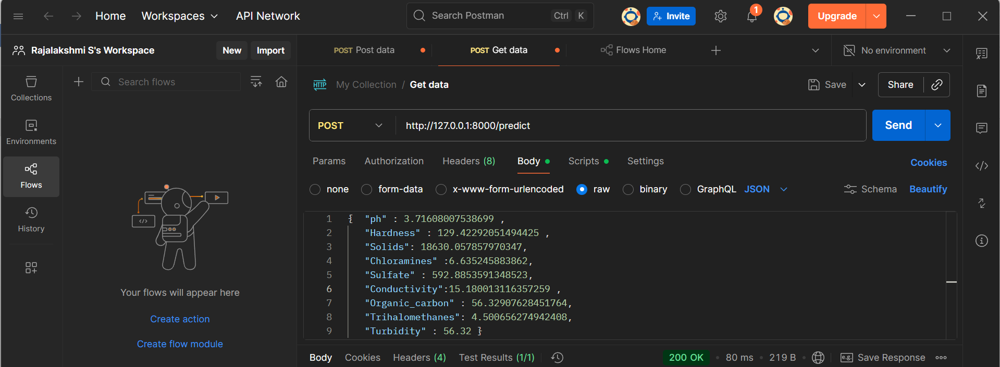 Home Workspaces API Network Search Postman Ctrl K Invite 1 Upgrade
Rajalakshmi S's Workspace New Import POST Post data POST Get data Flows Home No environment
Search flows HTTP My Collection / Get data Save Share
Collections
Environments
Flows
History
</>
Your flows will appear here
Create action
Create flow module
POST http://127.0.0.1:8000/predict Send
Params Authorization Headers (8) Body Scripts Settings Cookies
none form-data x-www-form-urlencoded raw binary GraphQL JSON Schema Beautify
1 { "ph" : 3.71608007538699 ,
2 "Hardness" : 129.42292051494425 ,
3 "Solids": 18630.057857970347,
4 "Chloramines" :6.635245883862,
5 "Sulfate" : 592.8853591348523,
6 "Conductivity":15.180013116357259 ,
7 "Organic_carbon" : 56.32907628451764,
8 "Trihalomethanes": 4.500656274942408,
9 "Turbidity" : 56.32 }
Body Cookies Headers (4) Test Results (1/1) 200 OK • 80 ms • 219 B • e.g. Save Response